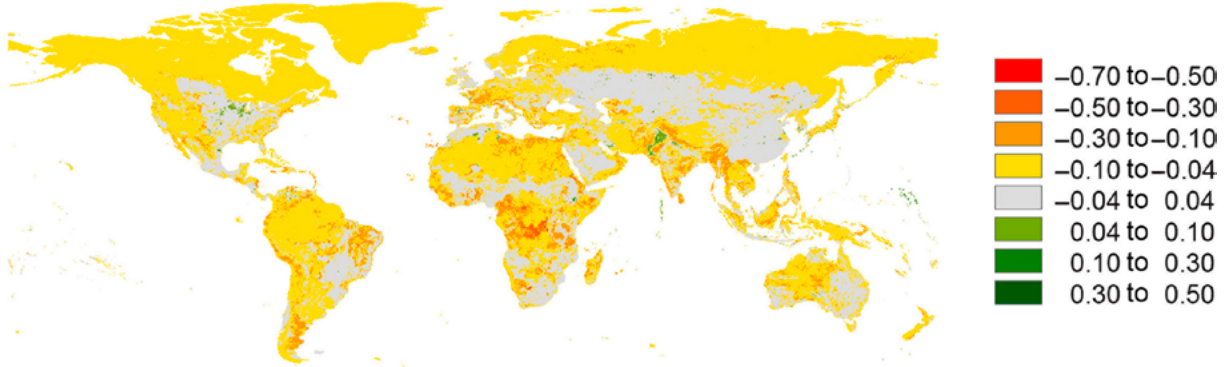 −0.70 to −0.50
−0.50 to −0.30
−0.30 to −0.10
−0.10 to −0.04
−0.04 to 0.04
0.04 to 0.10
0.10 to 0.30
0.30 to 0.50